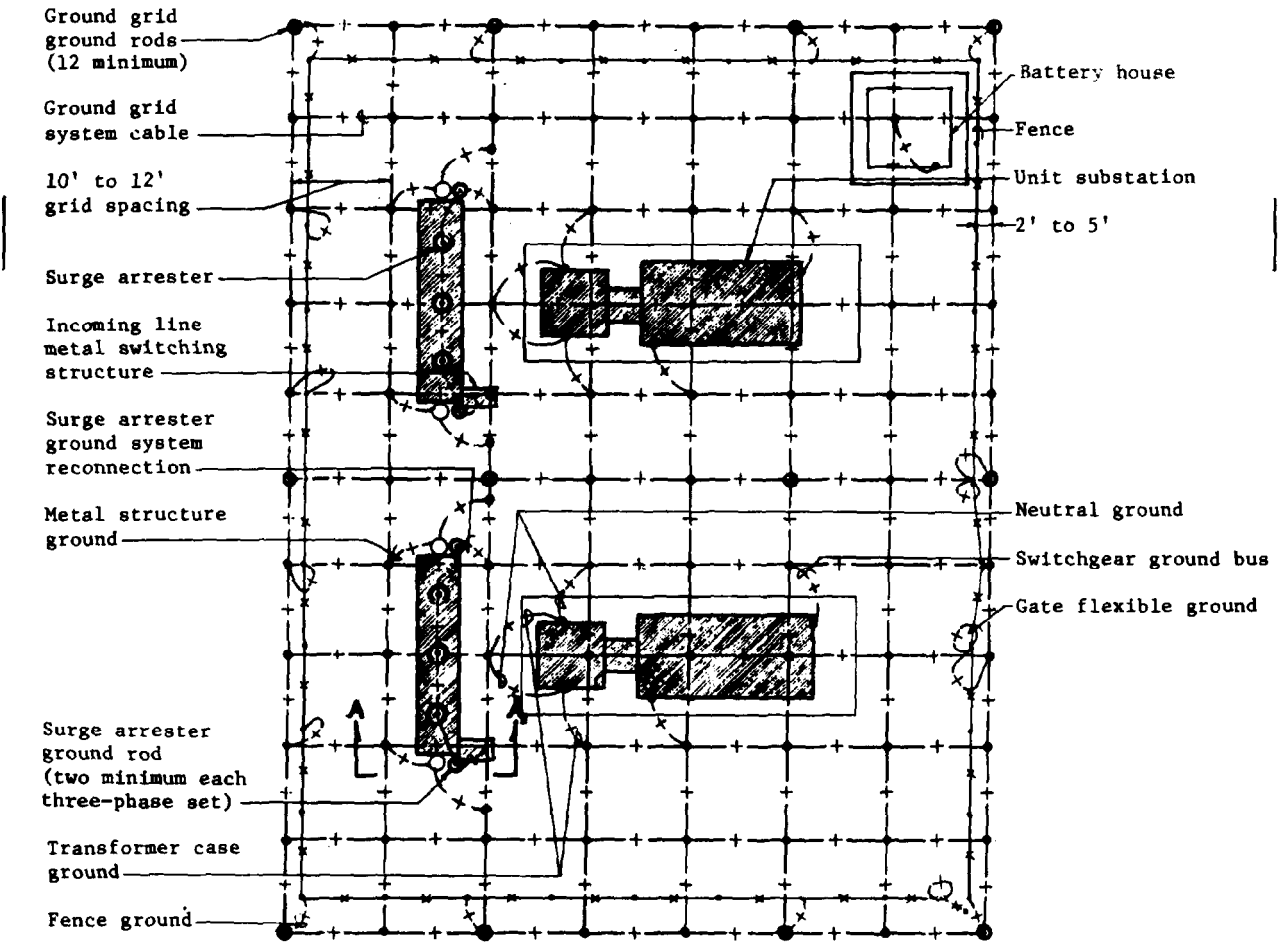 Ground grid
ground rods
(12 minimum)
Ground grid
system cable
10' to 12'
grid spacing
Surge arrester
Incoming line
metal switching
structure
Surge arrester
ground system
reconnection
Metal structure
ground
Surge arrester
ground rod
(two minimum each
three-phase set)
Transformer case
ground
Fence ground
A
A
Battery house
Fence
Unit substation
2' to 5'
Neutral ground
Switchgear ground bus
Gate flexible ground